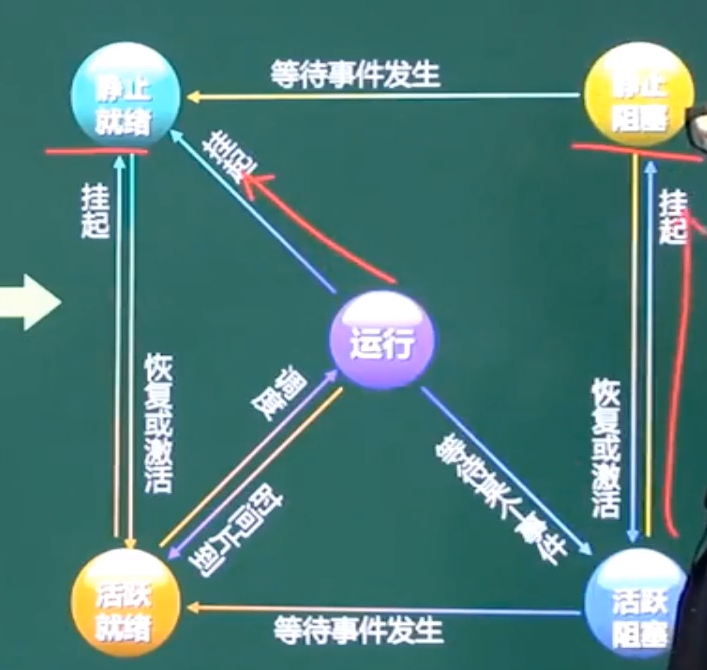 等待事件发生
静止
就绪
静止
阻塞
挂起
挂起
挂起
运行
恢复或激活
调度
时间片到
等待某个事件
恢复或激活
活跃
就绪
活跃
阻塞
等待事件发生